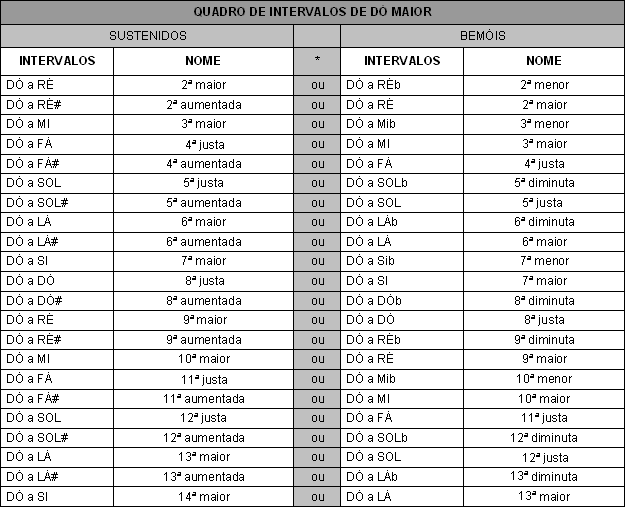 QUADRO DE INTERVALOS DE DÓ MAIOR
SUSTENIDOS BEMÓIS
INTERVALOS NOME * INTERVALOS NOME
DÓ a RÉ 2ª maior ou DÓ a RÉb 2ª menor
DÓ a RÉ# 2ª aumentada ou DÓ a RÉ 2ª maior
DÓ a MI 3ª maior ou DÓ a Mib 3ª menor
DÓ a FÁ 4ª justa ou DÓ a MI 3ª maior
DÓ a FÁ# 4ª aumentada ou DÓ a FÁ 4ª justa
DÓ a SOL 5ª justa ou DÓ a SOLb 5ª diminuta
DÓ a SOL# 5ª aumentada ou DÓ a SOL 5ª justa
DÓ a LÁ 6ª maior ou DÓ a LÁb 6ª diminuta
DÓ a LÁ# 6ª aumentada ou DÓ a LÁ 6ª maior
DÓ a SI 7ª maior ou DÓ a Sib 7ª menor
DÓ a DÓ 8ª justa ou DÓ a SI 7ª maior
DÓ a DÓ# 8ª aumentada ou DÓ a DÓb 8ª diminuta
DÓ a RÉ 9ª maior ou DÓ a DÓ 8ª justa
DÓ a RÉ# 9ª aumentada ou DÓ a RÉb 9ª diminuta
DÓ a MI 10ª maior ou DÓ a RÉ 9ª maior
DÓ a FÁ 11ª justa ou DÓ a Mib 10ª menor
DÓ a FÁ# 11ª aumentada ou DÓ a MI 10ª maior
DÓ a SOL 12ª justa ou DÓ a FÁ 11ª justa
DÓ a SOL# 12ª aumentada ou DÓ a SOLb 12ª diminuta
DÓ a LÁ 13ª maior ou DÓ a SOL 12ª justa
DÓ a LÁ# 13ª aumentada ou DÓ a LÁb 13ª diminuta
DÓ a SI 14ª maior ou DÓ a LÁ 13ª maior